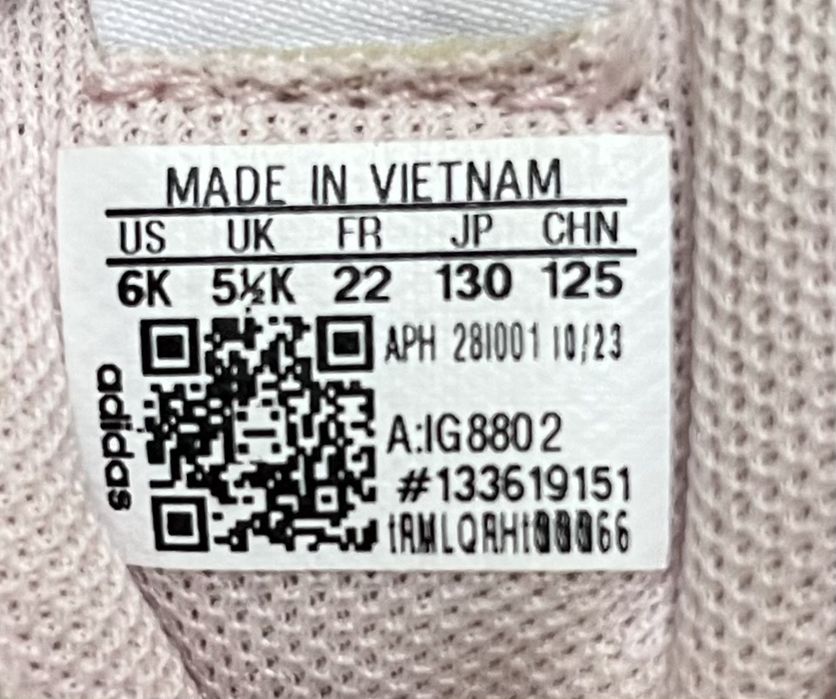 MADE IN VIETNAM
US UK FR JP CHN
6K 5½K 22 130 125
APH 281001 10/23
adidas
A:IG8802
#133619151